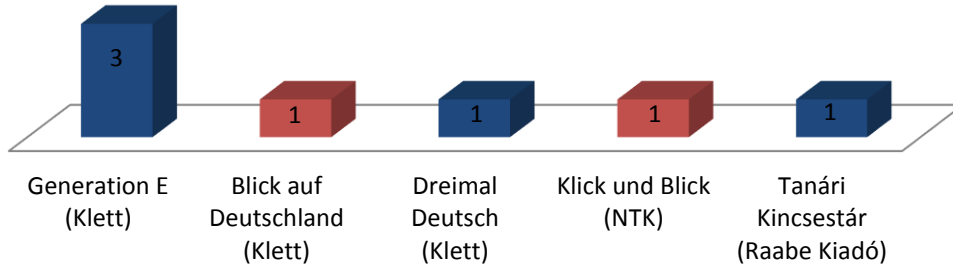 3
1
1
1
1
Generation E
(Klett)
Blick auf
Deutschland
(Klett)
Dreimal
Deutsch
(Klett)
Klick und Blick
(NTK)
Tanári
Kincsestár
(Raabe Kiadó)